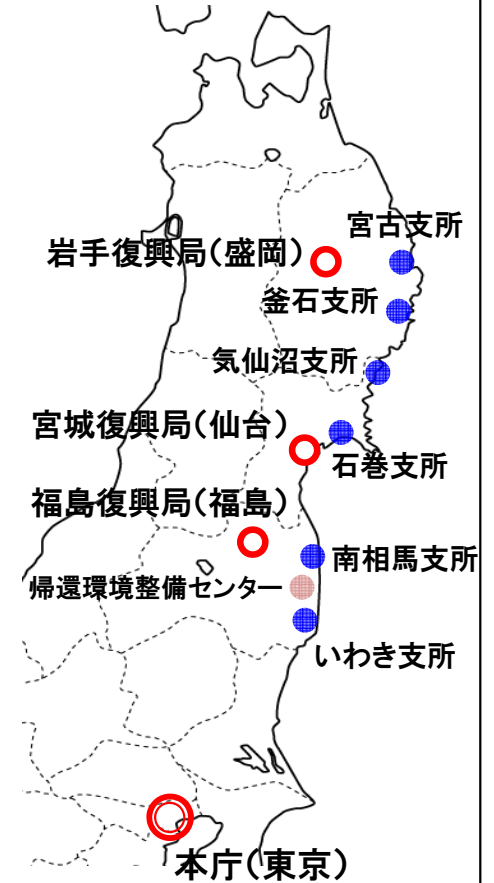 宮古支所
岩手復興局(盛岡)
釜石支所
気仙沼支所
宮城復興局(仙台)
石巻支所
福島復興局(福島)
南相馬支所
帰還環境整備センター
いわき支所
本庁(東京)